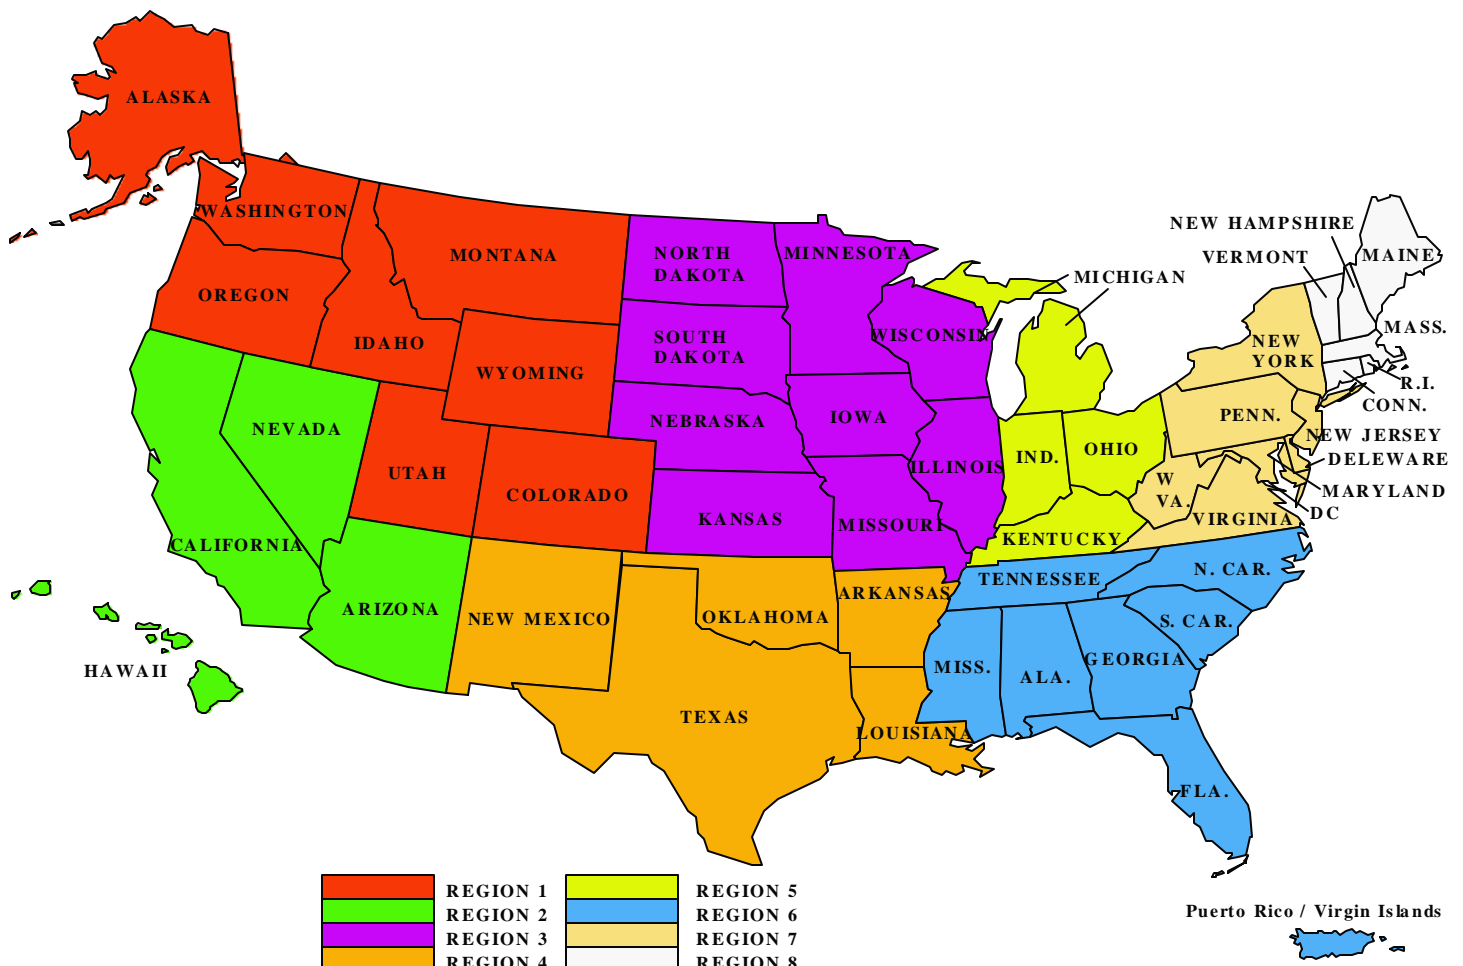 ALASKA
WASHINGTON
OREGON
IDAHO
MONTANA
WYOMING
UTAH
COLORADO
NEVADA
CALIFORNIA
ARIZONA
HAWAII
NORTH
DAKOTA
SOUTH
DAKOTA
NEBRASKA
KANSAS
MINNESOTA
IOWA
MISSOURI
WISCONSIN
ILLINOIS
NEW MEXICO
OKLAHOMA
TEXAS
ARKANSAS
LOUISIANA
MICHIGAN
IND.
OHIO
KENTUCKY
TENNESSEE
MISS.
ALA.
GEORGIA
FLA.
N. CAR.
S. CAR.
W
VA.
VIRGINIA
PENN.
NEW
YORK
NEW HAMPSHIRE
VERMONT
MAINE
MASS.
R.I.
CONN.
NEW JERSEY
DELEWARE
MARYLAND
DC
Puerto Rico / Virgin Islands
REGION 1
REGION 2
REGION 3
REGION 4
REGION 5
REGION 6
REGION 7
REGION 8